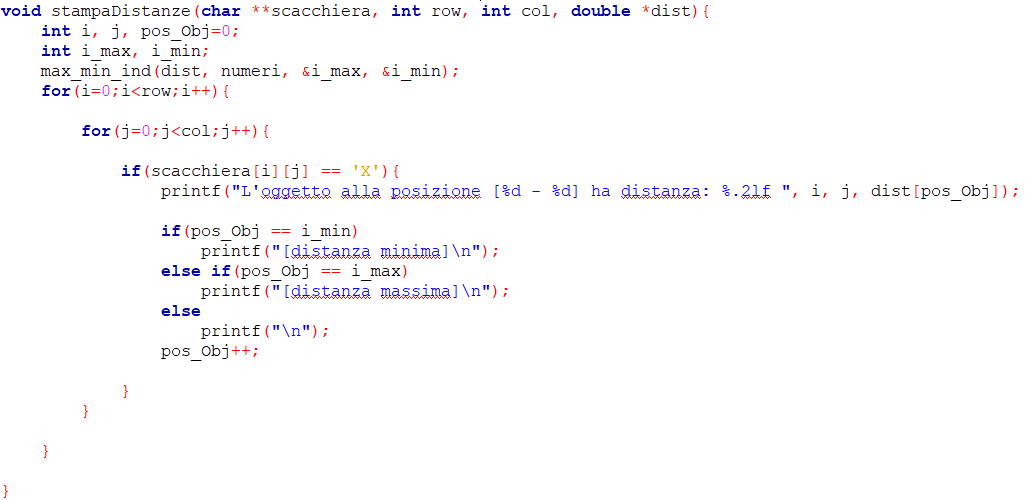 void stampaDistanze(char **scacchiera, int row, int col, double *dist){
int i, j, pos_Obj=0;
int i_max, i_min;
max_min_ind(dist, numeri, &i_max, &i_min);
for(i=0;i<row;i++){
for(j=0;j<col;j++){
if(scacchiera[i][j] == 'X'){
printf("L'oggetto alla posizione [%d - %d] ha distanza: %.2lf ", i, j, dist[pos_Obj]);
if(pos_Obj == i_min)
printf("[distanza minima]\n");
else if(pos_Obj == i_max)
printf("[distanza massima]\n");
else
printf("\n");
pos_Obj++;
}
}
}
}